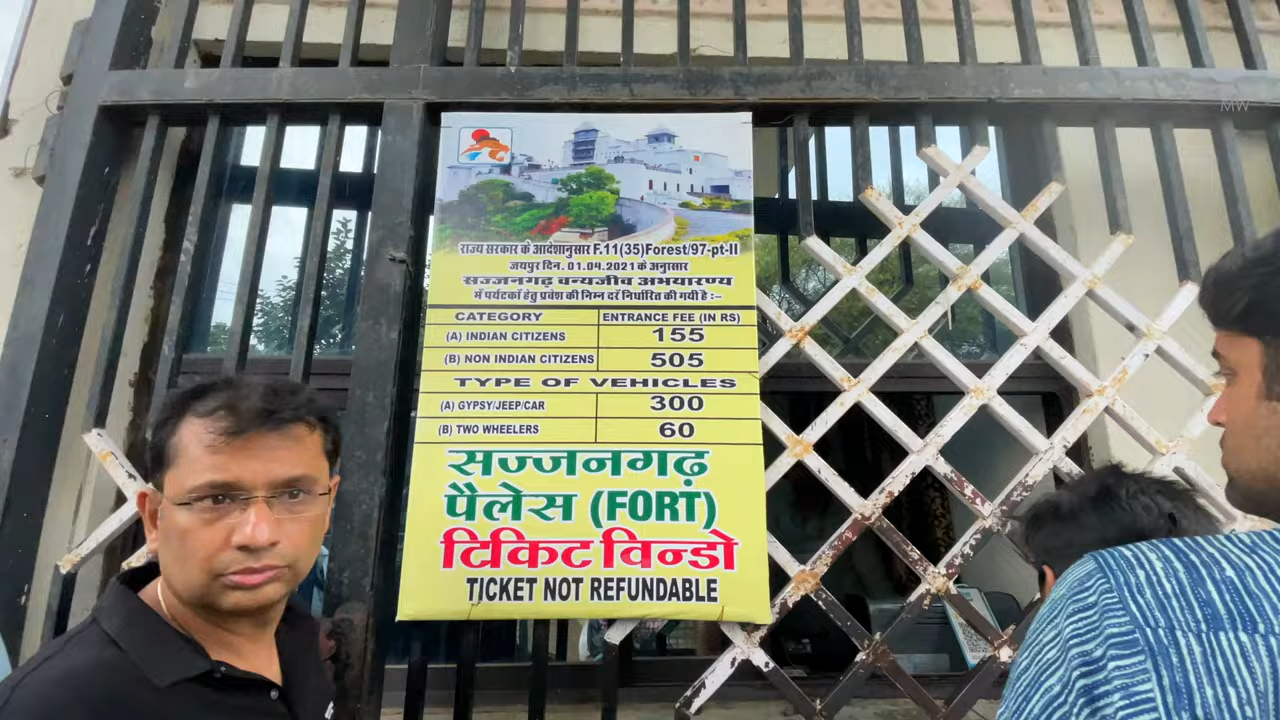 MW
राज्य सरकार के आदेशानुसार F.11(35)Forest/97-pt-II
जयपुर दिन. 01.04.2021 के अनुसार
सज्जनगढ़ वन्यजीव अभयारण्य
में पर्यटकों हेतु प्रवेश की निम्न दरें निर्धारित की गयी है :–
CATEGORY ENTRANCE FEE (IN RS)
(A) INDIAN CITIZENS 155
(B) NON INDIAN CITIZENS 505
TYPE OF VEHICLES
(A) GYPSY/JEEP/CAR 300
(B) TWO WHEELERS 60
सज्जनगढ़
पैलेस (FORT)
टिकिट विन्डो
TICKET NOT REFUNDABLE